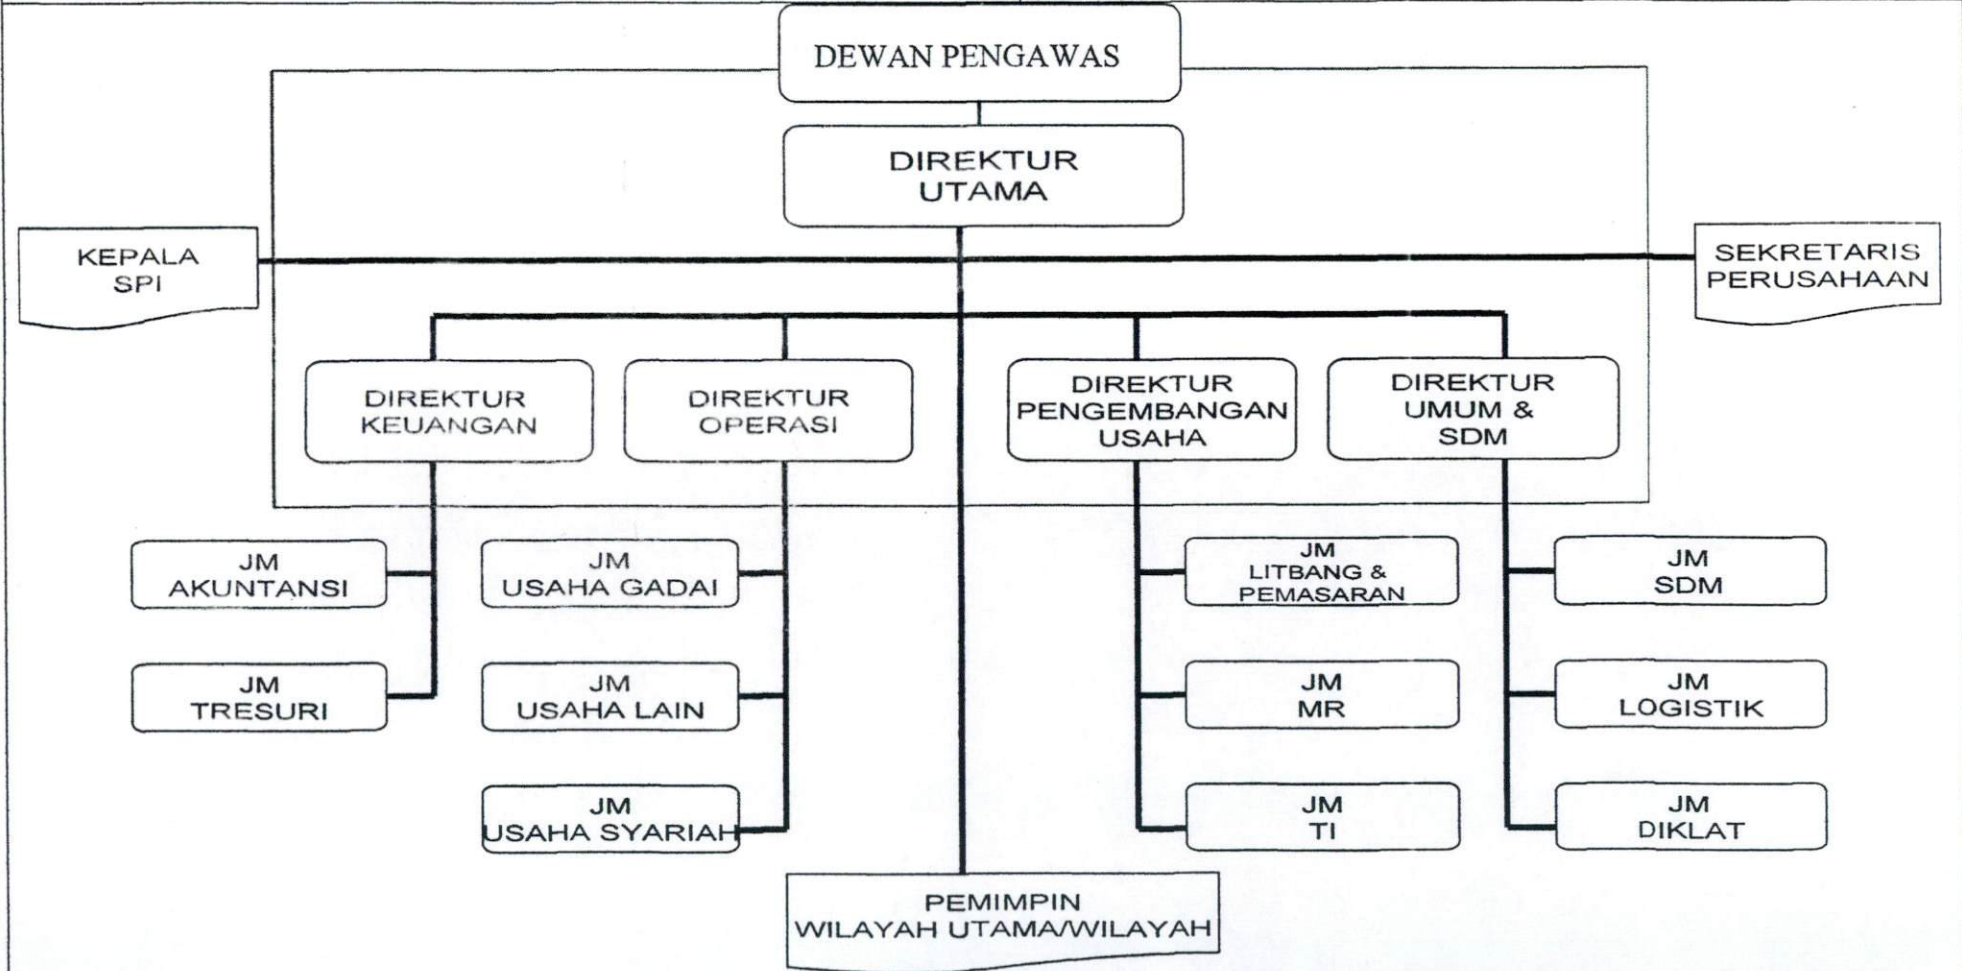 DEWAN PENGAWAS
DIREKTUR
UTAMA
KEPALA
SPI
SEKRETARIS
PERUSAHAAN
DIREKTUR
KEUANGAN
DIREKTUR
OPERASI
DIREKTUR
PENGEMBANGAN
USAHA
DIREKTUR
UMUM &
SDM
JM
AKUNTANSI
JM
USAHA GADAI
JM
LITBANG &
PEMASARAN
JM
SDM
JM
TRESURI
JM
USAHA LAIN
JM
MR
JM
LOGISTIK
JM
USAHA SYARIAH
JM
TI
JM
DIKLAT
PEMIMPIN
WILAYAH UTAMA/WILAYAH